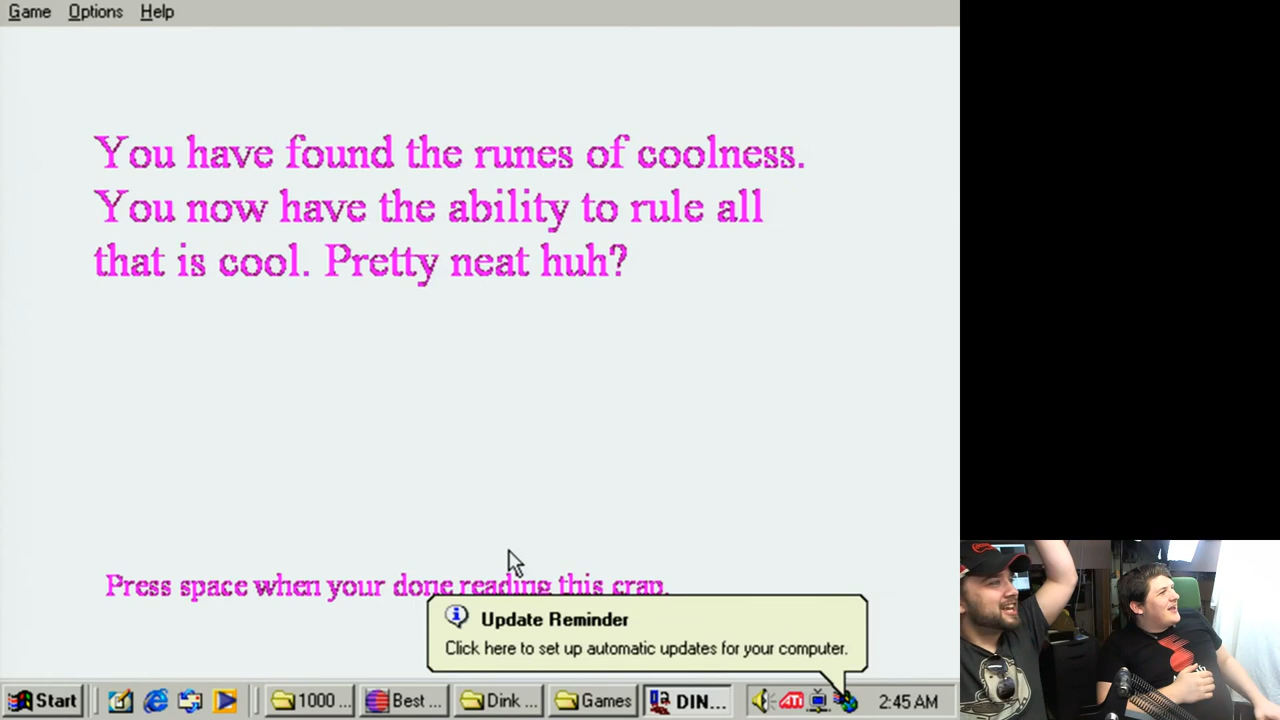 Game Options Help
You have found the runes of coolness.
You now have the ability to rule all
that is cool. Pretty neat huh?
Press space when your done reading this crap.
Update Reminder
Click here to set up automatic updates for your computer.
Start 1000 ... Best ... Dink ... Games DIN... ATI 2:45 AM